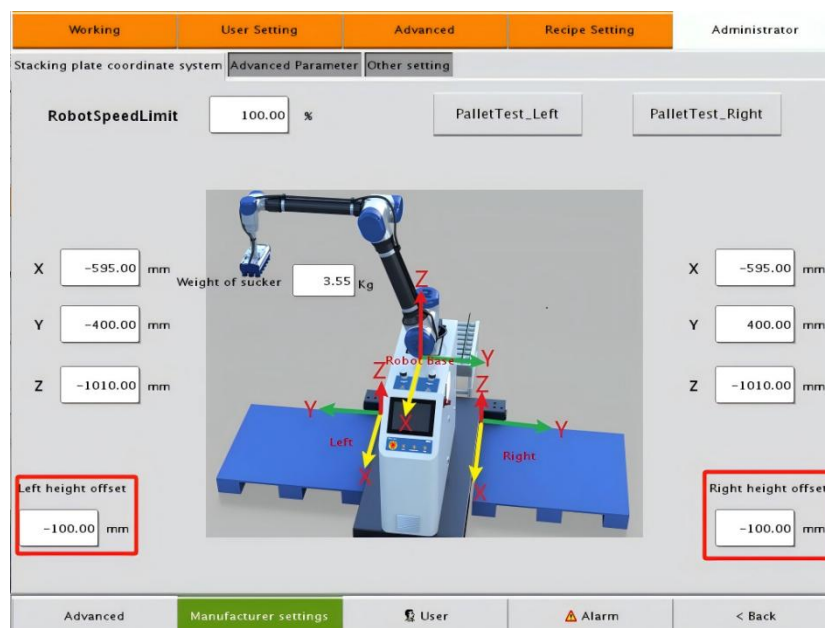 Working User Setting Advanced Recipe Setting Administrator
Stacking plate coordinate system Advanced Parameter Other setting
RobotSpeedLimit 100.00 % PalletTest_Left PalletTest_Right
X -595.00 mm X -595.00 mm
Weight of sucker 3.55 Kg
Z
Y -400.00 mm Y 400.00 mm
Robot Base Y
Z -1010.00 mm Z Z Z -1010.00 mm
Y X Y
Left Right
X X
Left height offset Right height offset
-100.00 mm -100.00 mm
Advanced Manufacturer settings User Alarm < Back